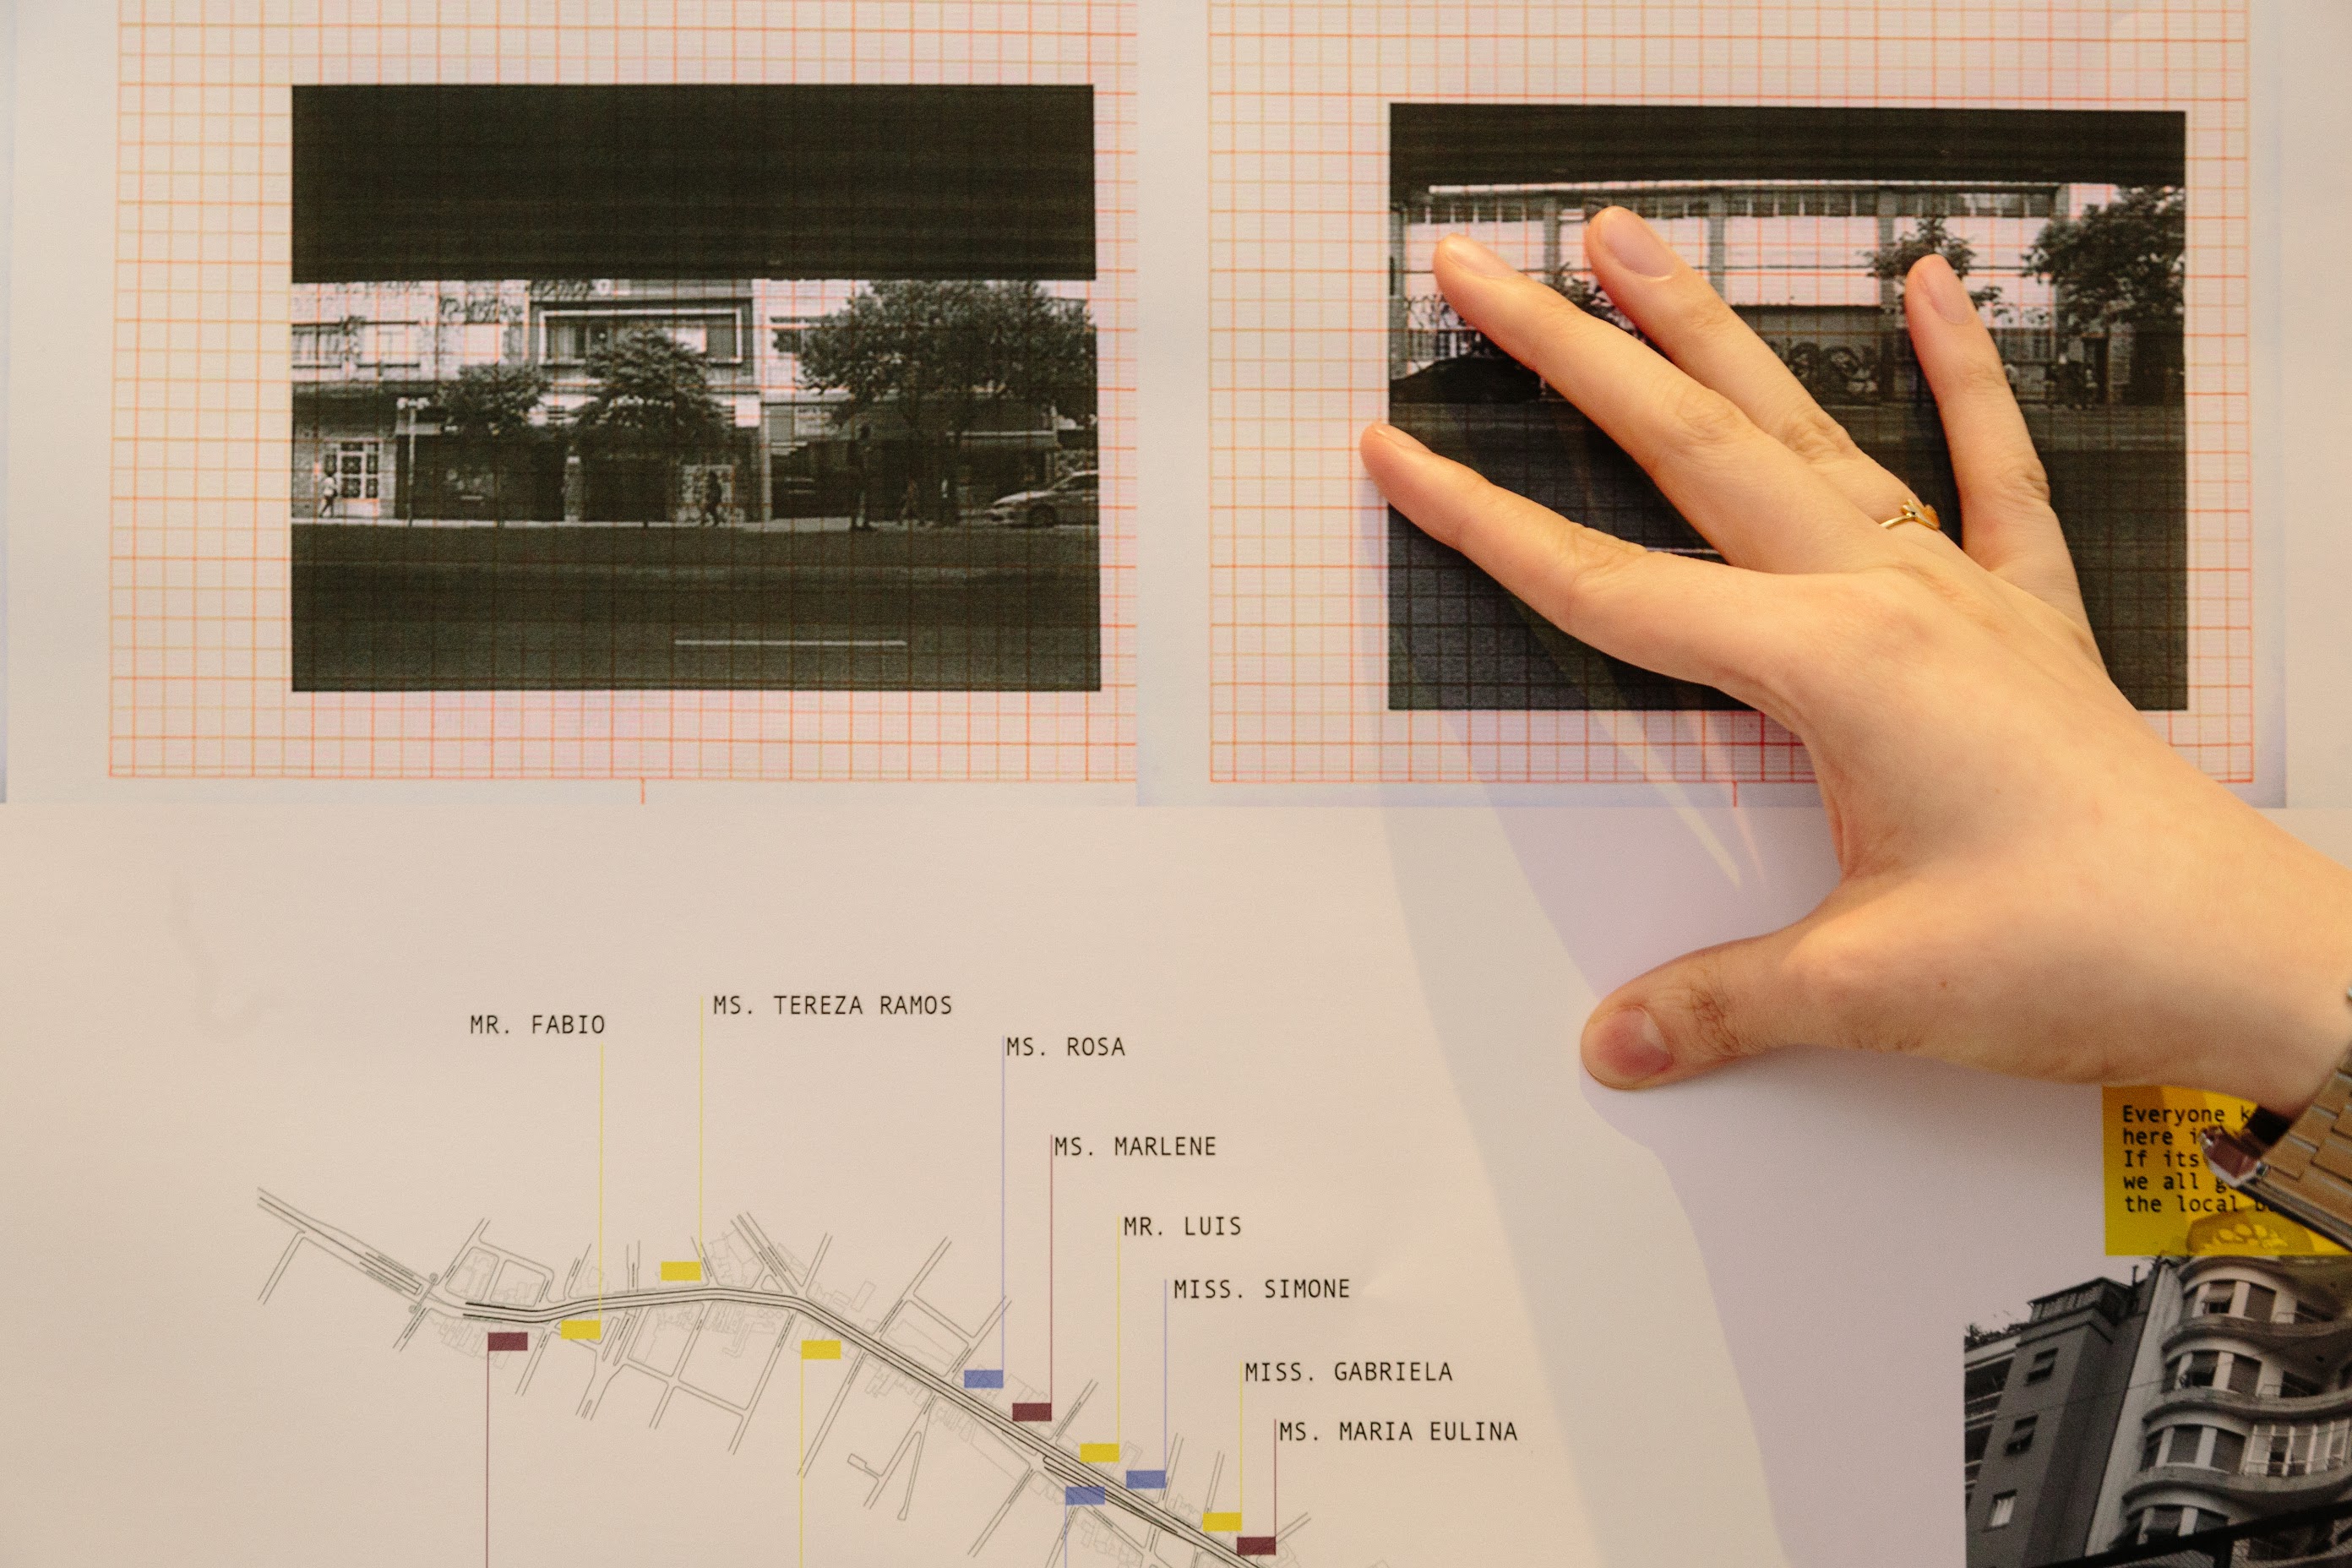 MS. TEREZA RAMOS
MR. FABIO
MS. ROSA
MS. MARLENE
MR. LUIS
MISS. SIMONE
MISS. GABRIELA
MS. MARIA EULINA
Everyone
here
If its
we all
the local